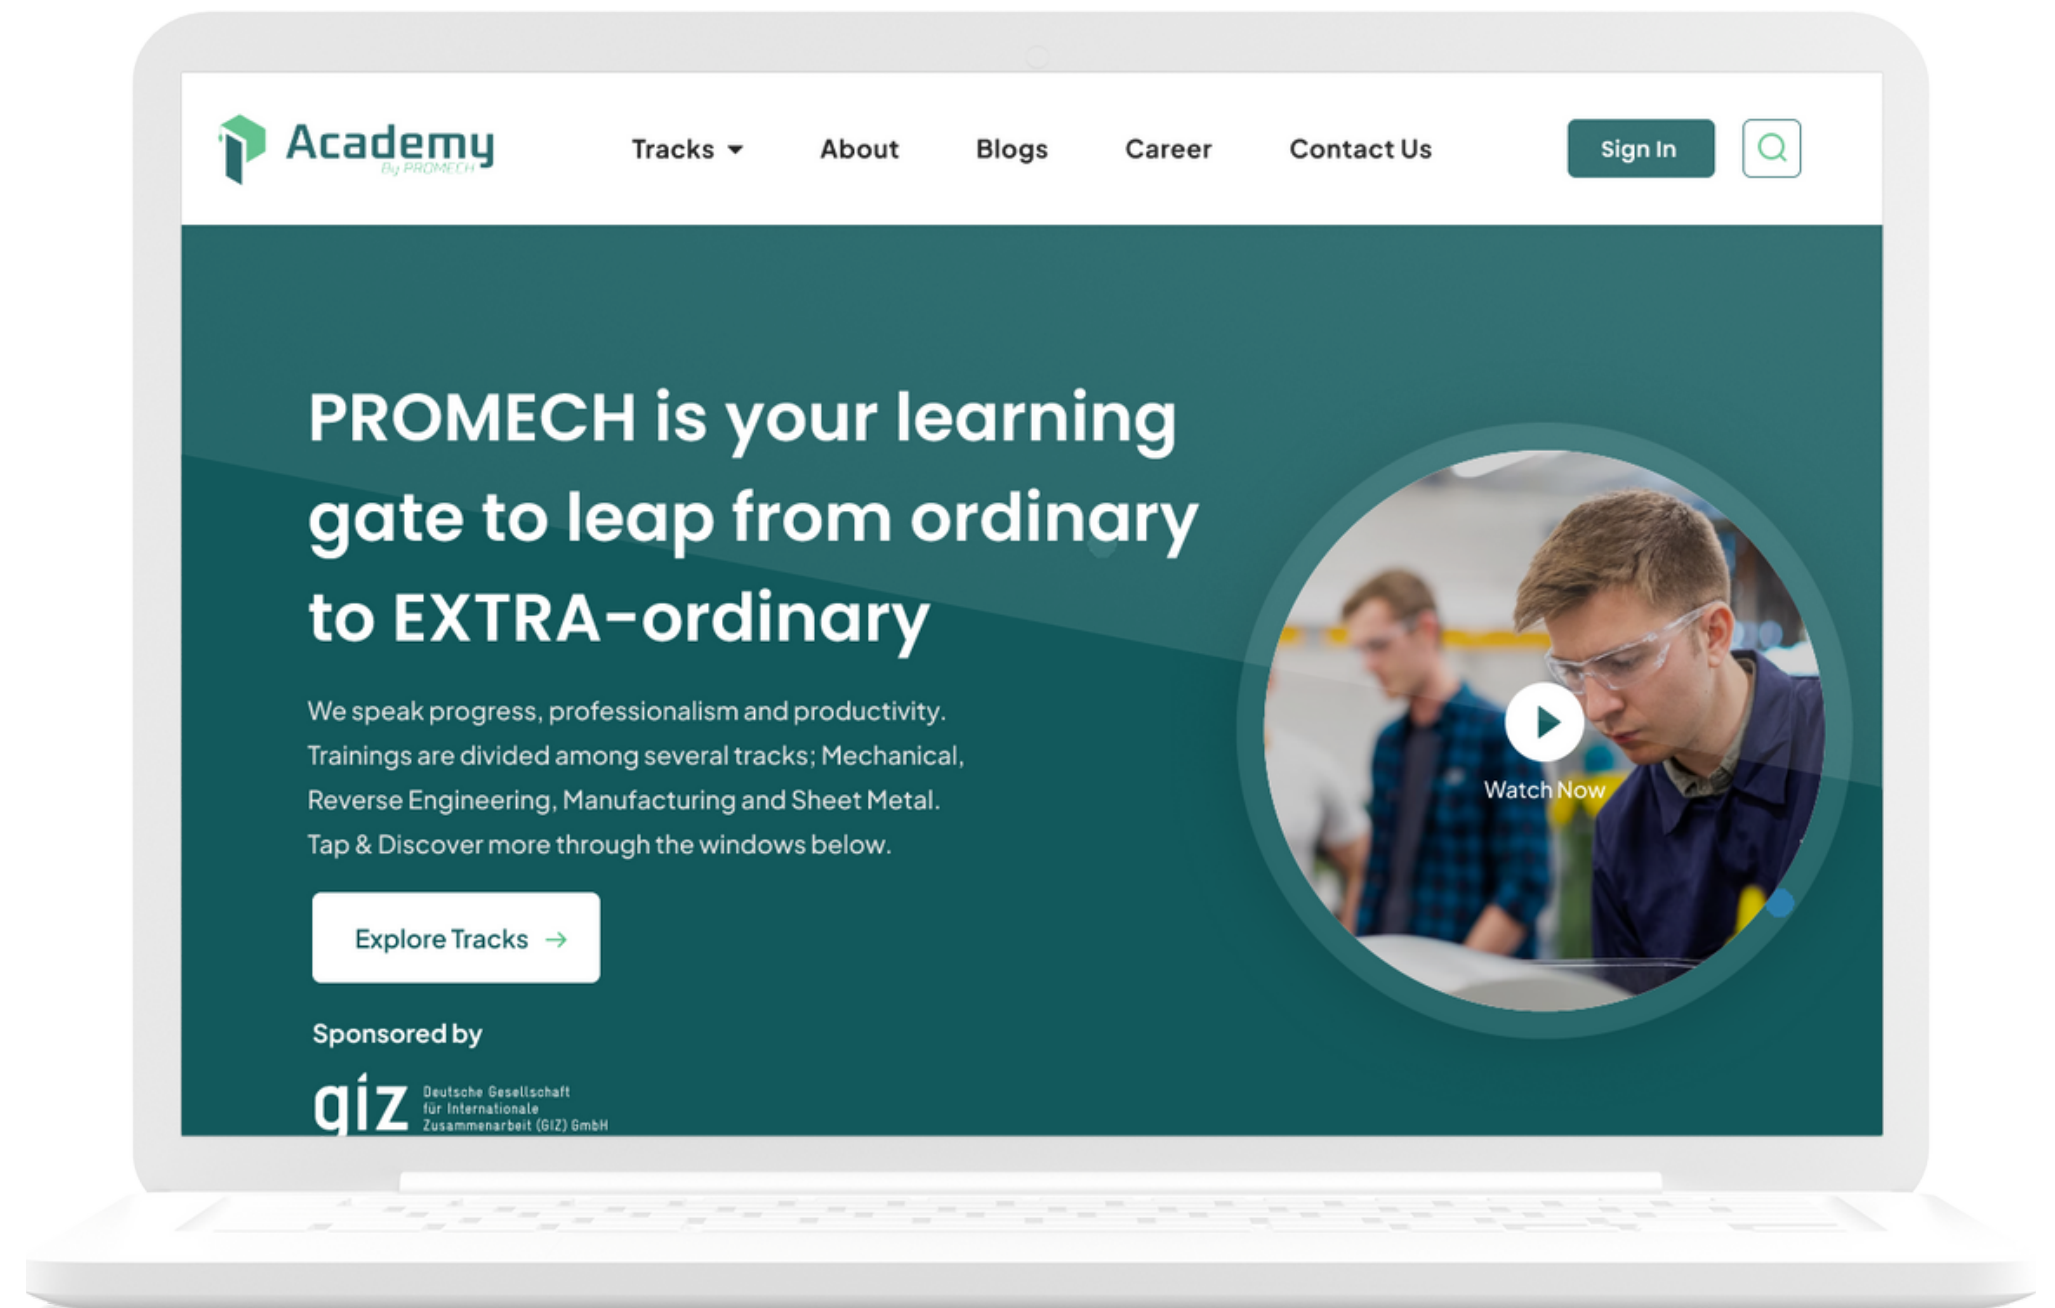 Academy
By PROMECH
Tracks
About
Blogs
Career
Contact Us
Sign In
PROMECH is your learning
gate to leap from ordinary
to EXTRA-ordinary
We speak progress, professionalism and productivity.
Trainings are divided among several tracks; Mechanical,
Reverse Engineering, Manufacturing and Sheet Metal.
Tap & Discover more through the windows below.
Watch Now
Explore Tracks →
Sponsored by
giz
Deutsche Gesellschaft
für Internationale
Zusammenarbeit (GIZ) GmbH